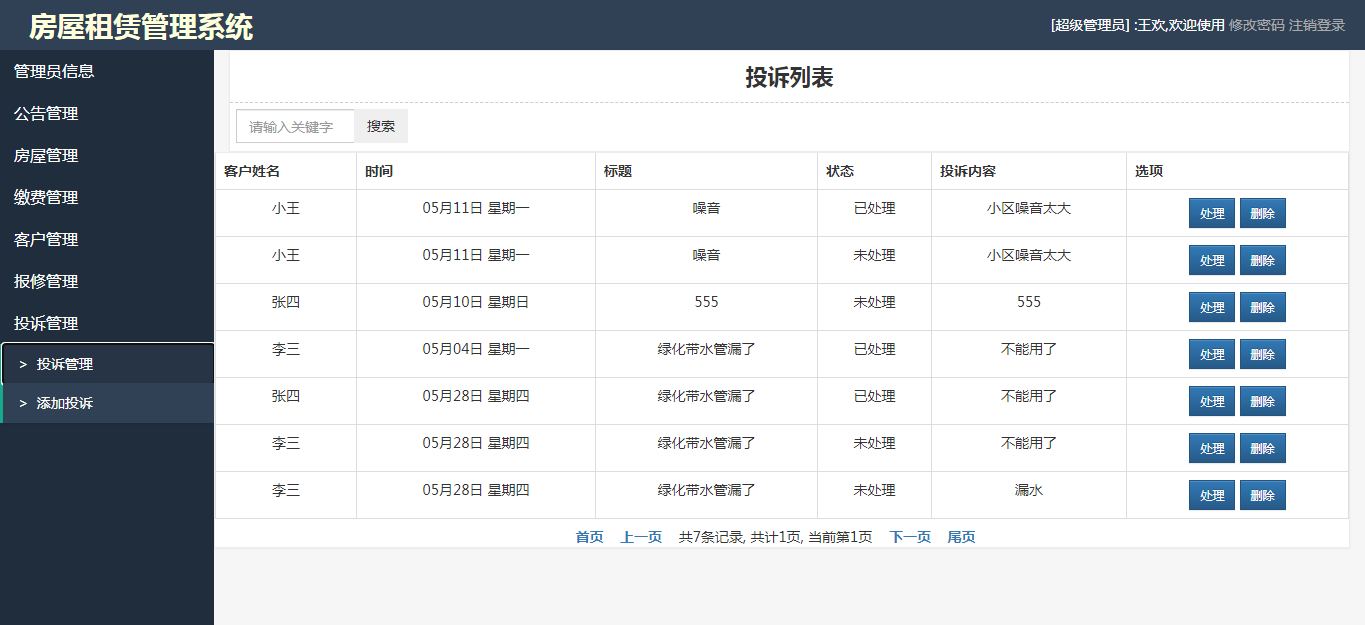 房屋租赁管理系统
[超级管理员] :王欢,欢迎使用 修改密码 注销登录
管理员信息
公告管理
房屋管理
缴费管理
客户管理
报修管理
投诉管理
> 投诉管理
> 添加投诉
投诉列表
请输入关键字 搜索
客户姓名 时间 标题 状态 投诉内容 选项
小王 05月11日 星期一 噪音 已处理 小区噪音太大 处理 删除
小王 05月11日 星期一 噪音 未处理 小区噪音太大 处理 删除
张四 05月10日 星期日 555 未处理 555 处理 删除
李三 05月04日 星期一 绿化带水管漏了 已处理 不能用了 处理 删除
张四 05月28日 星期四 绿化带水管漏了 已处理 不能用了 处理 删除
李三 05月28日 星期四 绿化带水管漏了 未处理 不能用了 处理 删除
李三 05月28日 星期四 绿化带水管漏了 未处理 漏水 处理 删除
首页 上一页 共7条记录, 共计1页, 当前第1页 下一页 尾页